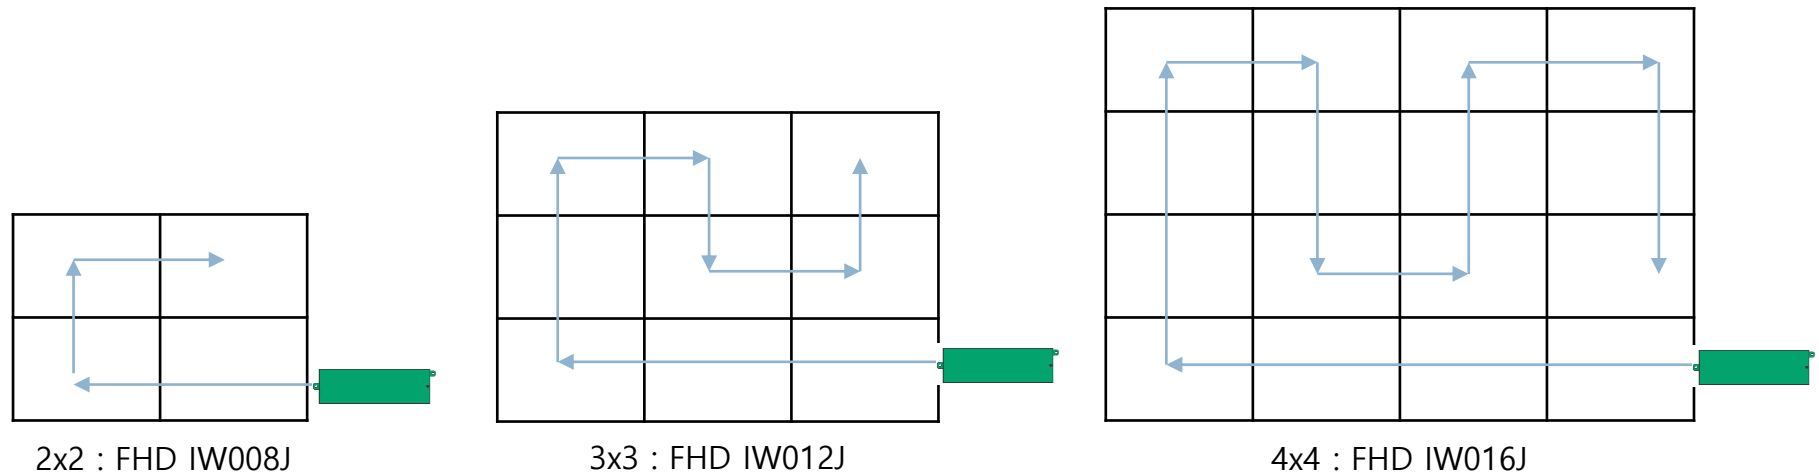 2x2 : FHD IW008J
3x3 : FHD IW012J
4x4 : FHD IW016J